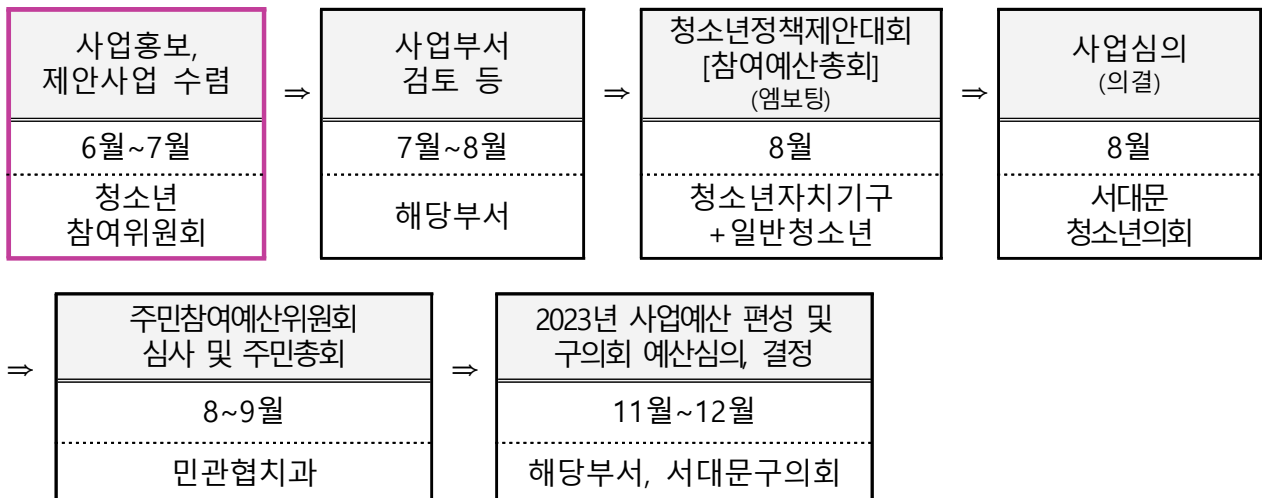 사업홍보,
제안사업 수렴
6월~7월
청소년
참여위원회
⇒
사업부서
검토 등
7월~8월
해당부서
⇒
청소년정책제안대회
[참여예산총회]
(엠보팅)
8월
청소년자치기구
+일반청소년
⇒
사업심의
(의결)
8월
서대문
청소년의회
⇒
주민참여예산위원회
심사 및 주민총회
8~9월
민관협치과
⇒
2023년 사업예산 편성 및
구의회 예산심의, 결정
11월~12월
해당부서, 서대문구의회